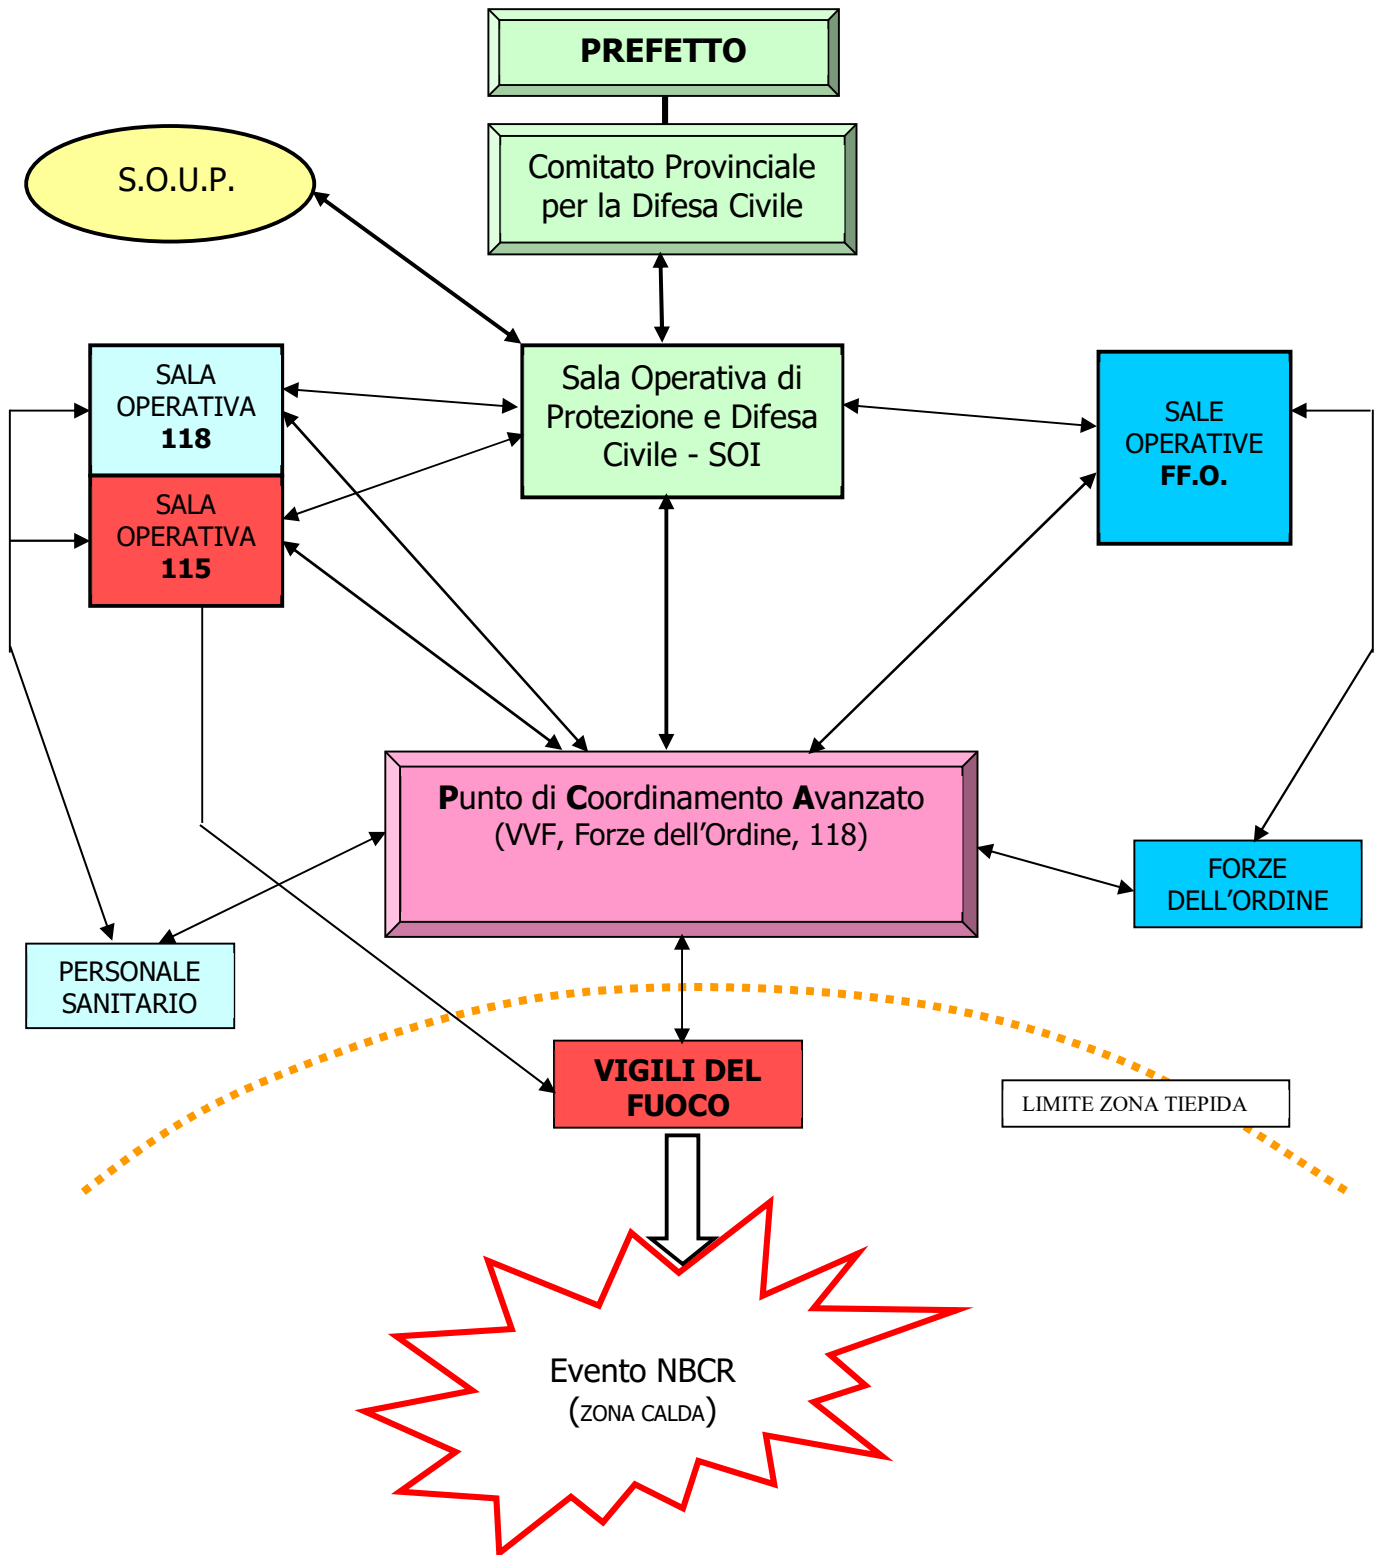 PREFETTO
S.O.U.P.
Comitato Provinciale
per la Difesa Civile
SALA
OPERATIVA
118
Sala Operativa di
Protezione e Difesa
Civile - SOI
SALE
OPERATIVE
FF.O.
SALA
OPERATIVA
115
Punto di Coordinamento Avanzato
(VVF, Forze dell’Ordine, 118)
FORZE
DELL’ORDINE
PERSONALE
SANITARIO
VIGILI DEL
FUOCO
LIMITE ZONA TIEPIDA
Evento NBCR
(ZONA CALDA)